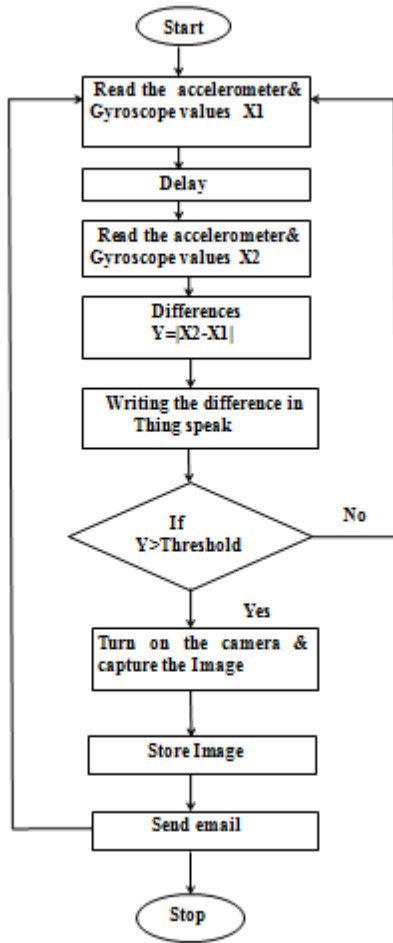 Start
Read the accelerometer&
Gyroscope values X1
Delay
Read the accelerometer&
Gyroscope values X2
Differences
Y=|X2-X1|
Writing the difference in
Thing speak
If
Y>Threshold
No
Yes
Turn on the camera &
capture the Image
Store Image
Send email
Stop